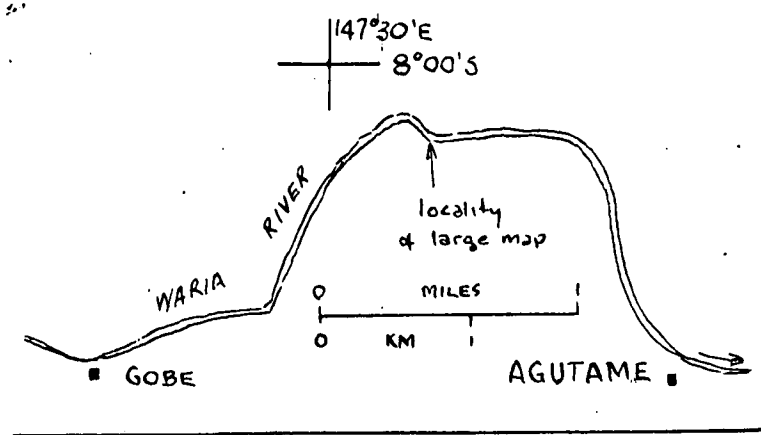 147°30'E
8°00'S
RIVER
WARIA
locality
of large map
0 MILES 1
0 KM 1
GOBE
AGUTAME